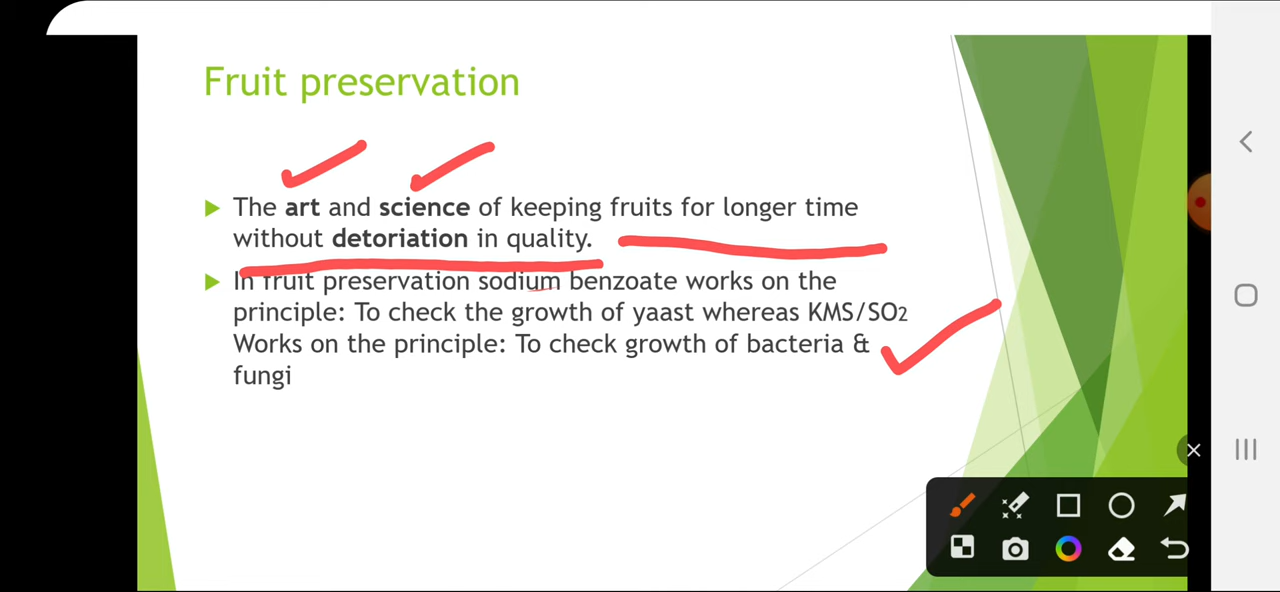 Fruit preservation
The art and science of keeping fruits for longer time
without detoriation in quality.
In fruit preservation sodium benzoate works on the
principle: To check the growth of yaast whereas KMS/SO2
Works on the principle: To check growth of bacteria &
fungi